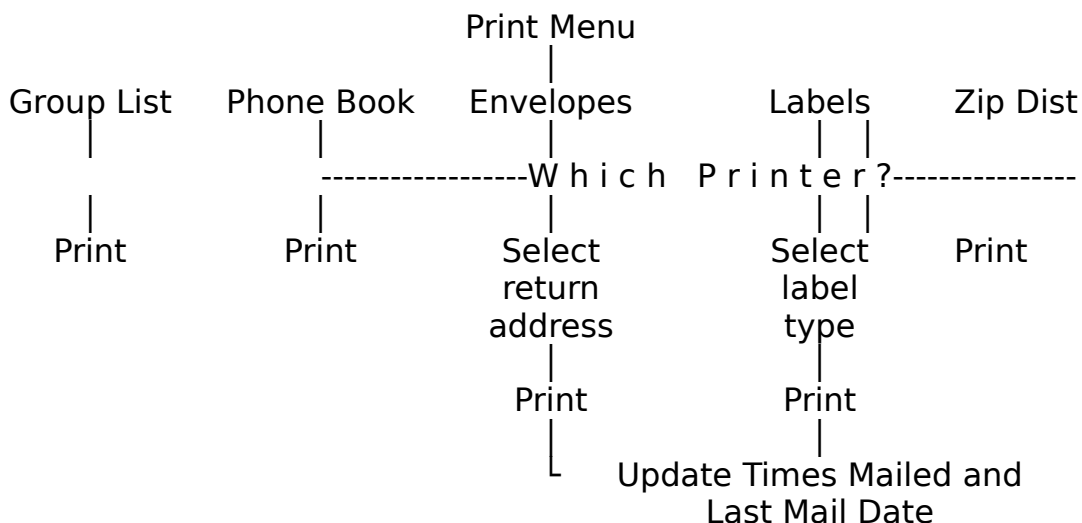 Print Menu
Group List Phone Book Envelopes Labels Zip Dist
------------------Which Printer?----------------
Print Print Select Select Print
return label
address type
Print Print
Update Times Mailed and
Last Mail Date